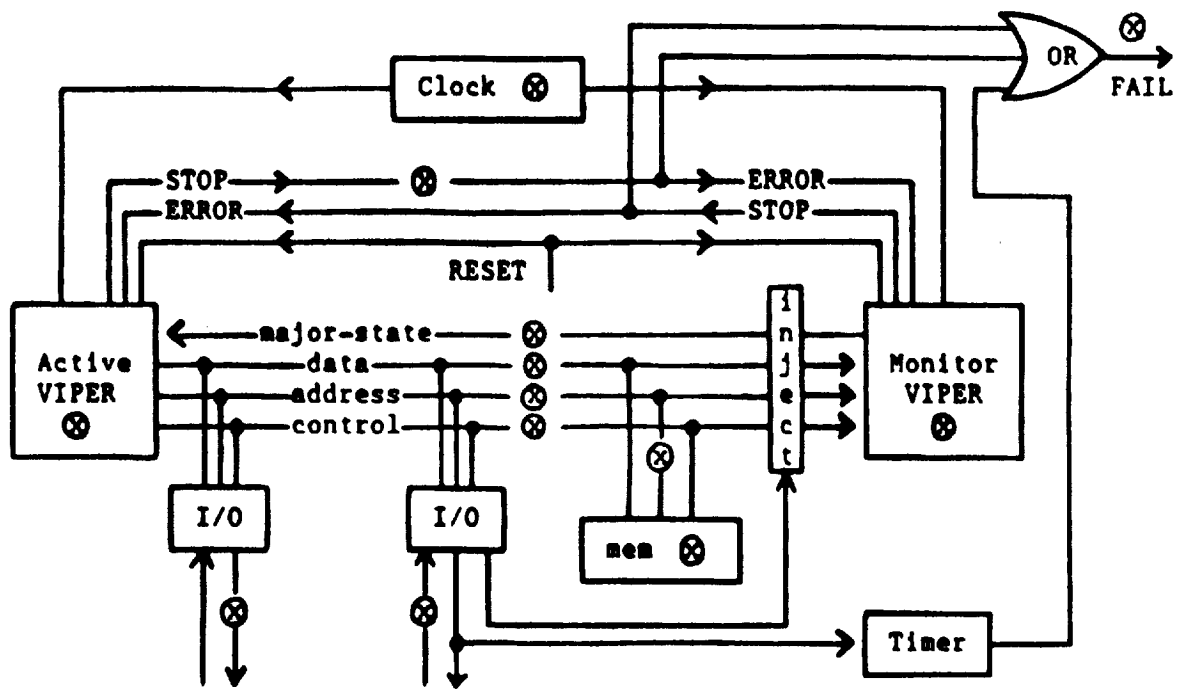 OR
FAIL
Clock
STOP
ERROR
ERROR
STOP
RESET
inject
major-state
data
address
control
Active
VIPER
Monitor
VIPER
I/O
I/O
mem
Timer